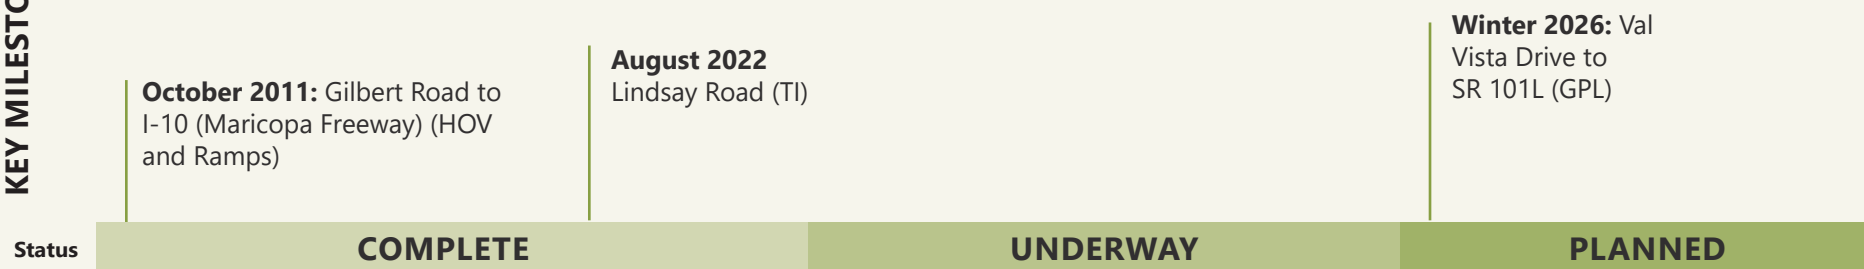 KEY
October 2011: Gilbert Road to
I-10 (Maricopa Freeway) (HOV
and Ramps)
August 2022
Lindsay Road (TI)
Winter 2026: Val
Vista Drive to
SR 101L (GPL)
Status
COMPLETE
UNDERWAY
PLANNED